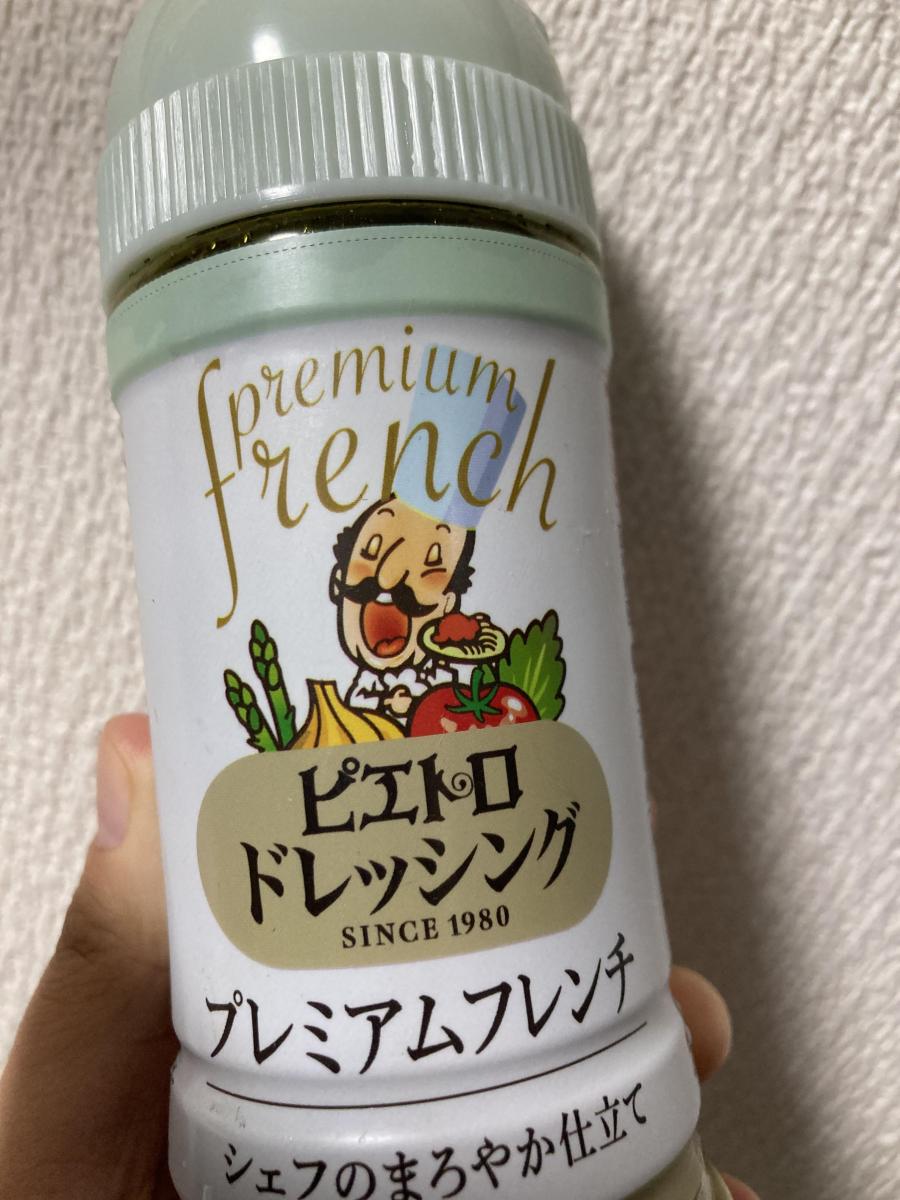 premium
french
ピエトロ
ドレッシング
SINCE 1980
プレミアムフレンチ
シェフのまろやか仕立て